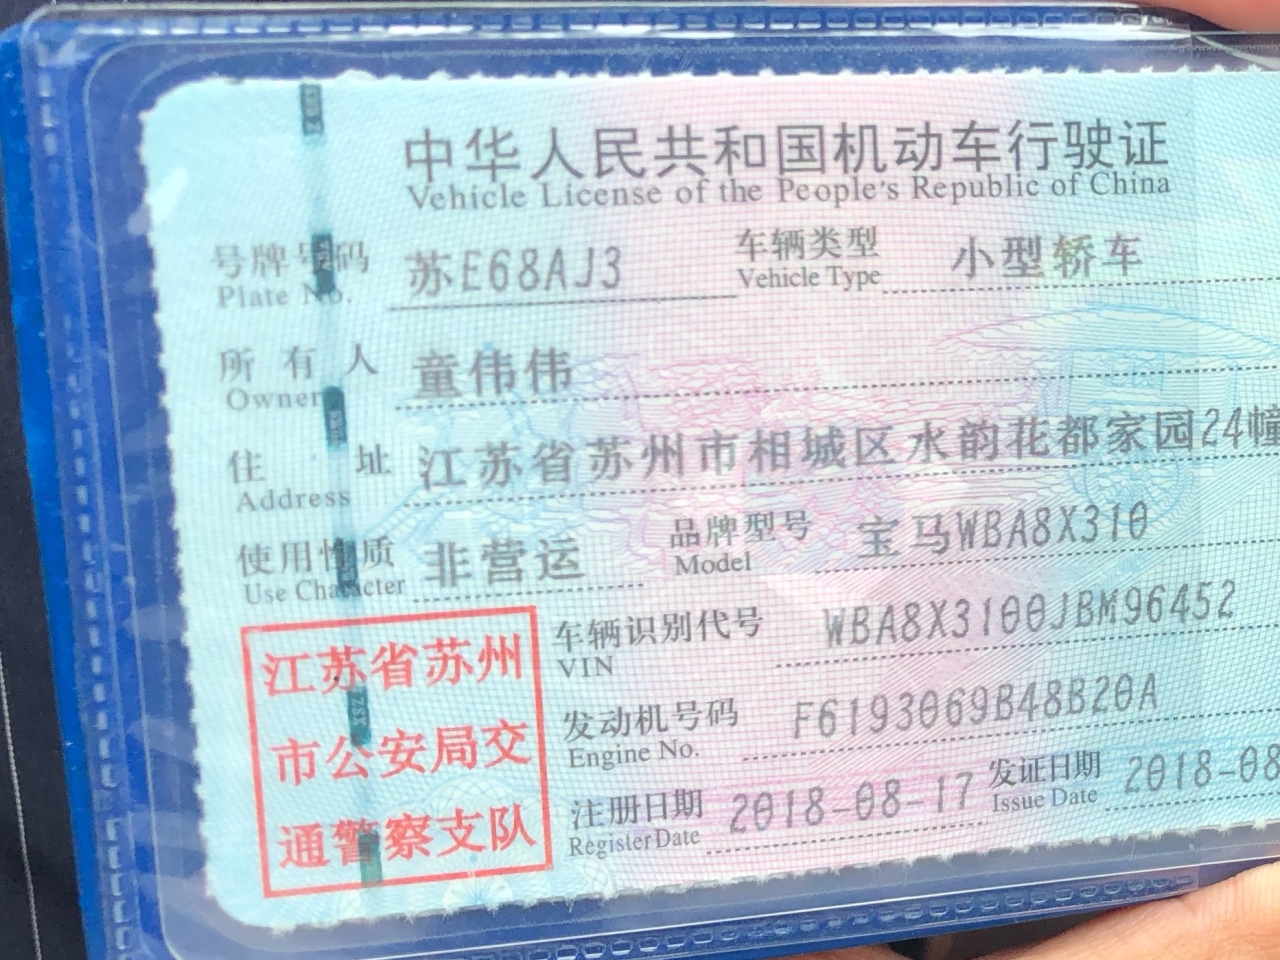 中华人民共和国机动车行驶证
Vehicle License of the People's Republic of China
号牌号码 苏E68AJ3 车辆类型 小型轿车
Plate No. Vehicle Type
所有人 童伟伟
Owner
住址 江苏省苏州市相城区水韵花都家园24幢
Address
使用性质 非营运 品牌型号 宝马WBA8X310
Use Character Model
车辆识别代号 WBA8X3100JBM96452
VIN
发动机号码 F6193069B48B20A
Engine No.
注册日期 2018-08-17 发证日期 2018-08
Register Date Issue Date
江苏省苏州
市公安局交
通警察支队